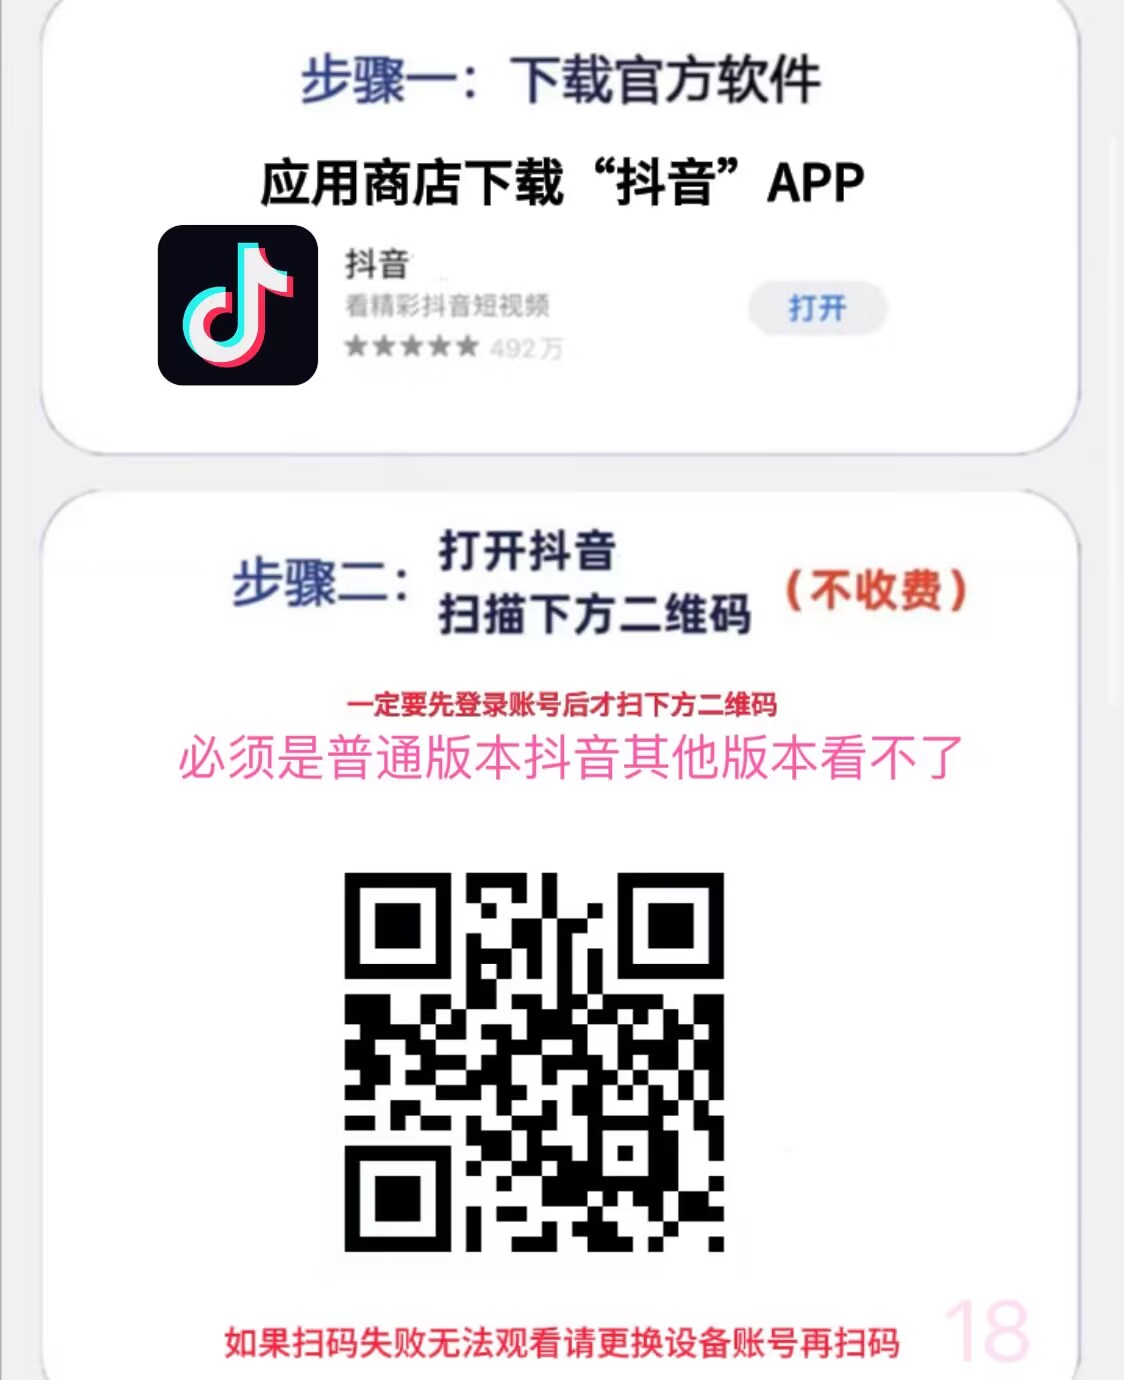 步骤一：下载官方软件
应用商店下载“抖音”APP
抖音
看精彩抖音短视频
★★★★★ 492万
打开
步骤二：
打开抖音
扫描下方二维码
（不收费）
一定要先登录账号后才扫下方二维码
必须是普通版本抖音其他版本看不了
如果扫码失败无法观看请更换设备账号再扫码
18